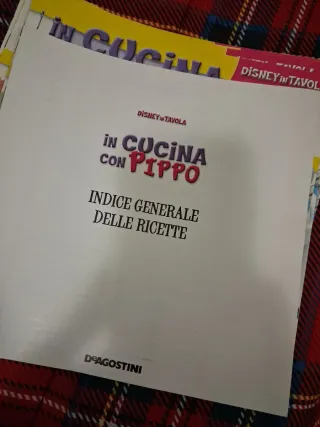 in CUCINA
DISNEY in TAVOLA
DISNEY in TAVOLA
in CUCINA
CON PIPPO
INDICE GENERALE
DELLE RICETTE
DeAGOSTINI